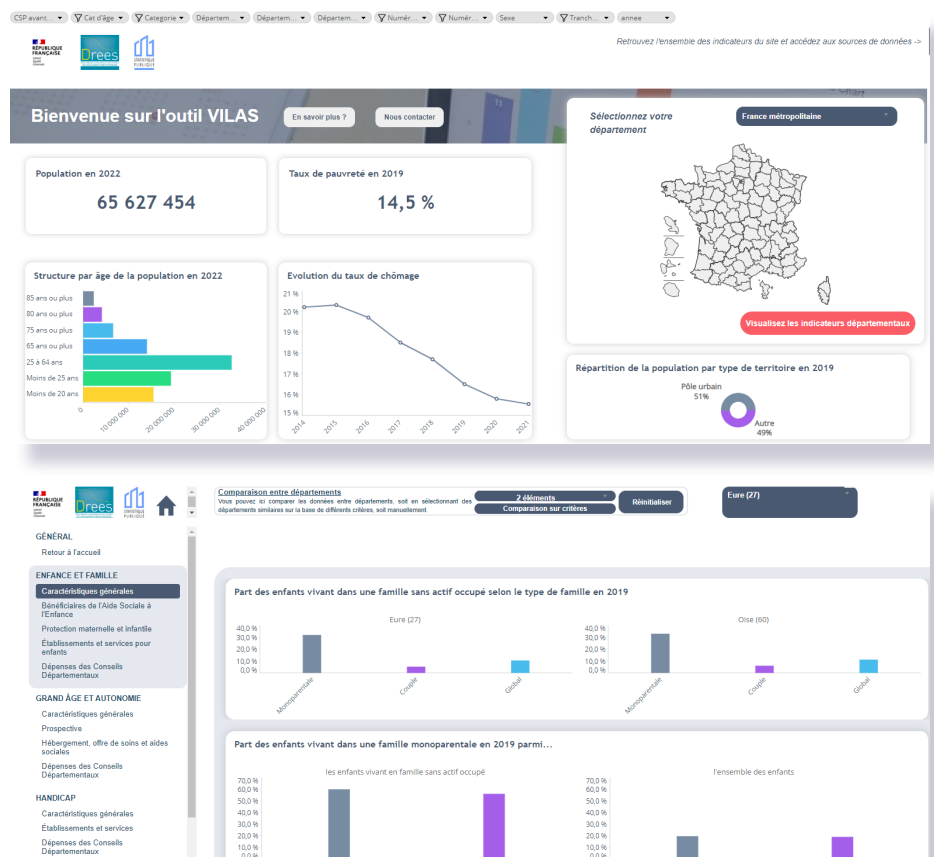 CSP avant...
Cat d'âge
Categorie
Départem...
Départem...
Départem...
Numér...
Numér...
Sexe
Tranch...
annee
RÉPUBLIQUE
FRANÇAISE
Drees
STATISTIQUE
PUBLIQUE
Retrouvez l'ensemble des indicateurs du site et accédez aux sources de données ->
Bienvenue sur l'outil VILAS
En savoir plus ?
Nous contacter
Sélectionnez votre
département
France métropolitaine
Population en 2022
65 627 454
Taux de pauvreté en 2019
14,5 %
Visualisez les indicateurs départementaux
Structure par âge de la population en 2022
85 ans ou plus
80 ans ou plus
75 ans ou plus
65 ans ou plus
25 à 64 ans
Moins de 25 ans
Moins de 20 ans
0
10 000 000
20 000 000
30 000 000
40 000 000
Evolution du taux de chômage
21 %
20 %
19 %
18 %
17 %
16 %
15 %
2014
2015
2016
2017
2018
2019
2020
2021
Répartition de la population par type de territoire en 2019
Pôle urbain
51%
Autre
49%
RÉPUBLIQUE
FRANÇAISE
Drees
STATISTIQUE
PUBLIQUE
Comparaison entre départements
Vous pouvez ici comparer les données entre départements, soit en sélectionnant des
départements similaires sur la base de différents critères, soit manuellement
2 éléments
Comparaison sur critères
Réinitialiser
Eure (27)
GÉNÉRAL
Retour à l'accueil
ENFANCE ET FAMILLE
Caractéristiques générales
Bénéficiaires de l'Aide Sociale à
l'Enfance
Protection maternelle et infantile
Établissements et services pour
enfants
Dépenses des Conseils
Départementaux
GRAND ÂGE ET AUTONOMIE
Caractéristiques générales
Prospective
Hébergement, offre de soins et aides
sociales
Dépenses des Conseils
Départementaux
HANDICAP
Caractéristiques générales
Établissements et services
Dépenses des Conseils
Départementaux
Part des enfants vivant dans une famille sans actif occupé selon le type de famille en 2019
Eure (27)
40,0 %
30,0 %
20,0 %
10,0 %
0,0 %
Monoparentale
Couple
Global
Oise (60)
40,0 %
30,0 %
20,0 %
10,0 %
0,0 %
Monoparentale
Couple
Global
Part des enfants vivant dans une famille monoparentale en 2019 parmi...
les enfants vivant en famille sans actif occupé
70,0 %
60,0 %
50,0 %
40,0 %
30,0 %
20,0 %
10,0 %
0,0 %
l'ensemble des enfants
70,0 %
60,0 %
50,0 %
40,0 %
30,0 %
20,0 %
10,0 %
0,0 %